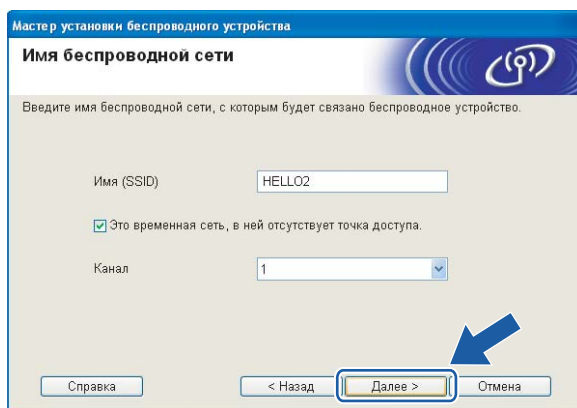 Мастер установки беспроводного устройства
Имя беспроводной сети
Введите имя беспроводной сети, с которым будет связано беспроводное устройство.
Имя (SSID) HELLO2
Это временная сеть, в ней отсутствует точка доступа.
Канал 1
Справка < Назад Далее > Отмена